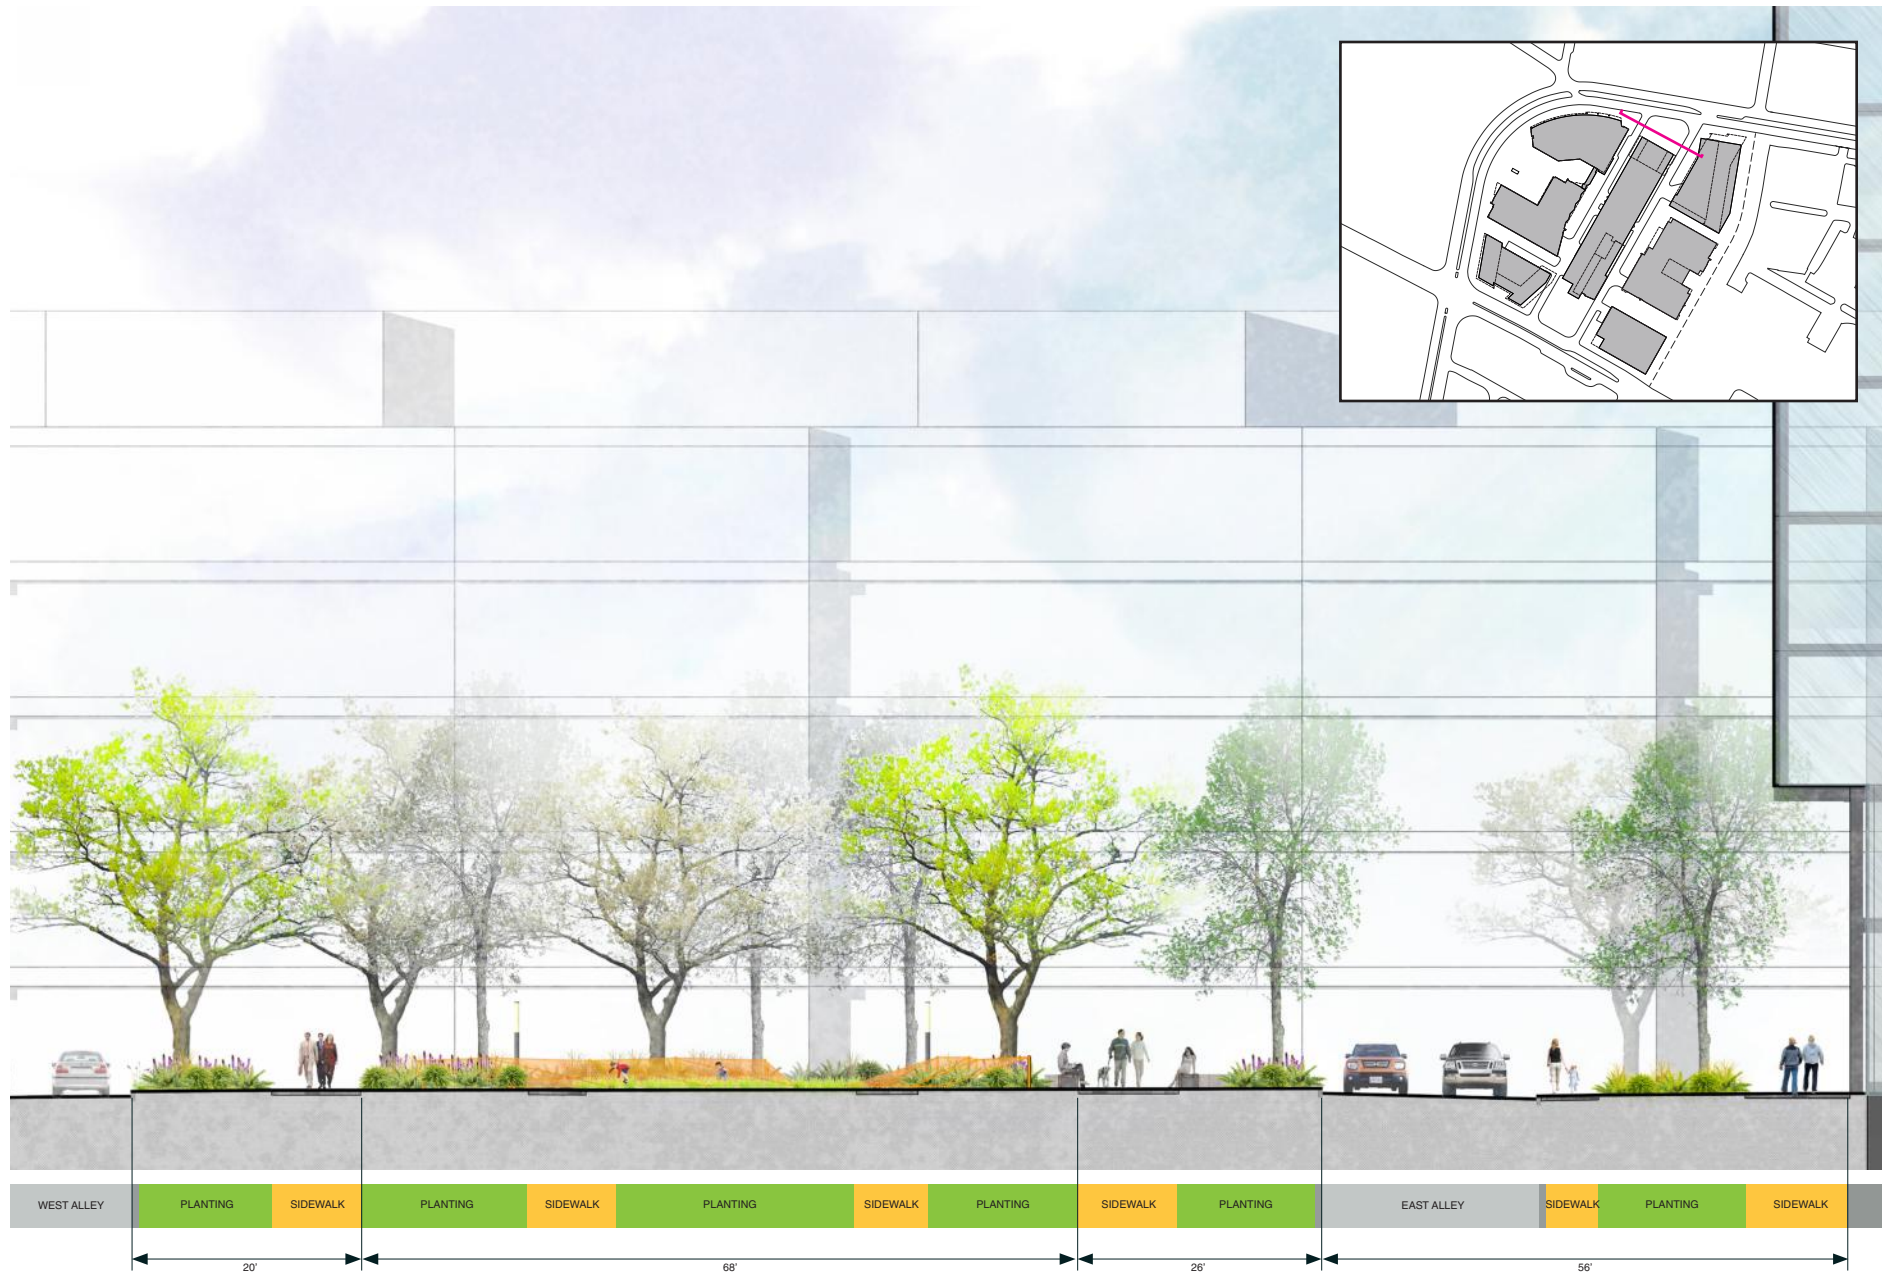 WEST ALLEY
PLANTING
SIDEWALK
PLANTING
SIDEWALK
PLANTING
SIDEWALK
PLANTING
SIDEWALK
PLANTING
EAST ALLEY
SIDEWALK
PLANTING
SIDEWALK
20'
68'
26'
56'